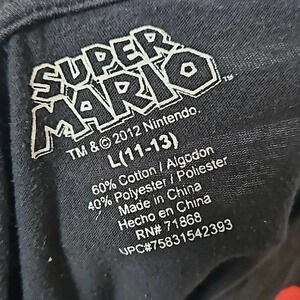 SUPER
MARIO™
TM & © 2012 Nintendo.
L(11-13)
60% Cotton / Algodon
40% Polyester / Poliester
Made in China
Hecho en China
RN# 71868
UPC#75831542393